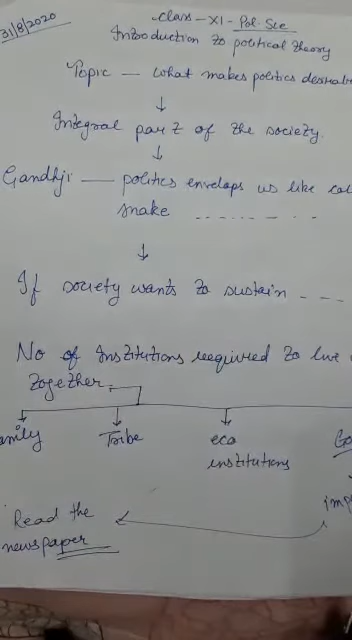 31/8/2020
Class - XI - Pol. Sce
Introduction to political theory
Topic — What makes politics
Integral part of the society.
Gandhiji — politics envelops us like
snake ..........
If society wants to sustain - - -
No of Institutions required to live
together.
Tribe
eco
institutions
Read the
newspaper